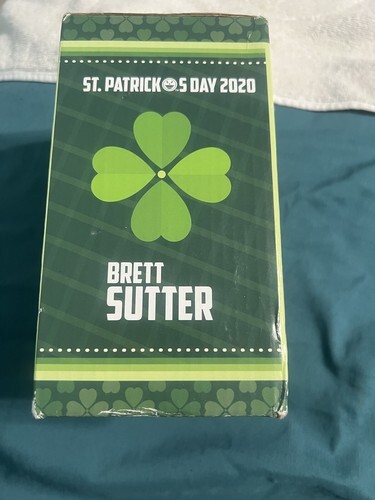 ST. PATRICK'S DAY 2020
BRETT
SUTTER